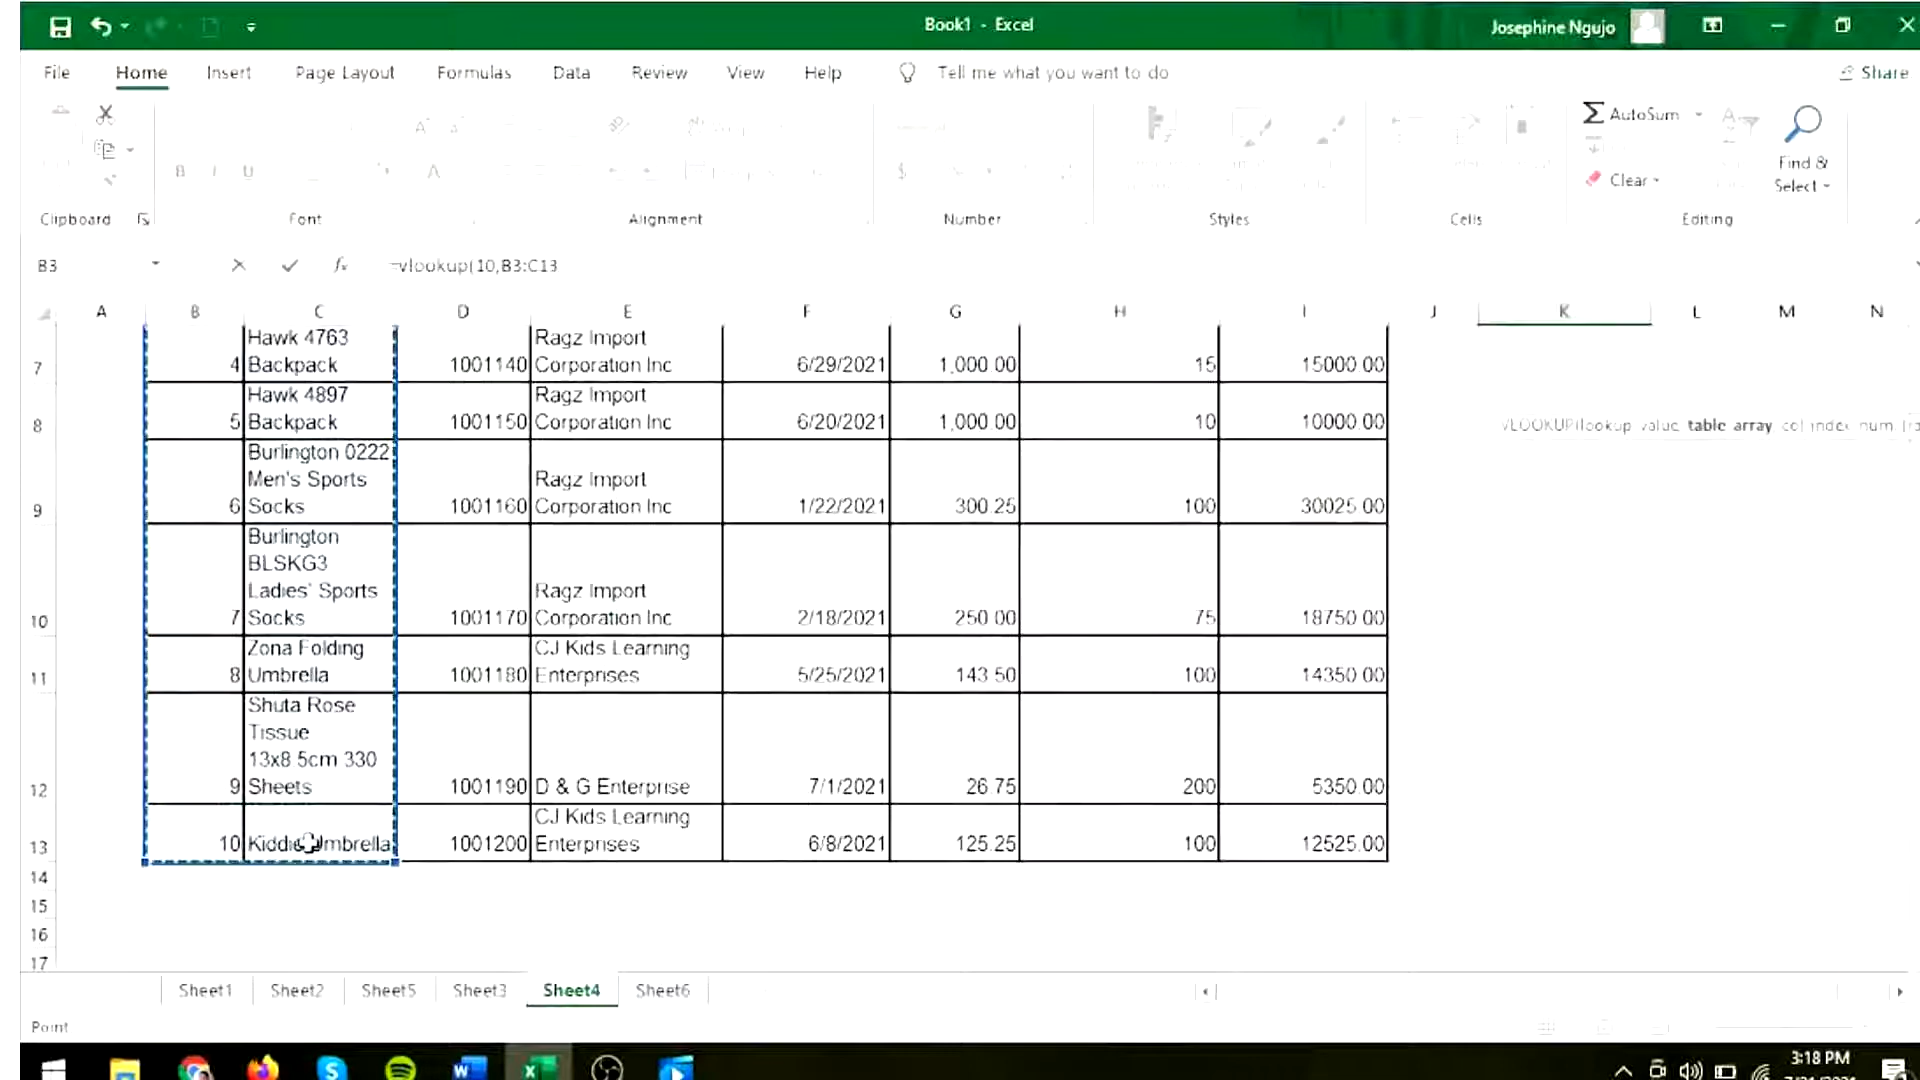 Book1 - Excel
Josephine Ngujo
File Home Insert Page Layout Formulas Data Review View Help Tell me what you want to do Share
AutoSum
Find &
Clear
Select
Clipboard Font Alignment Number Styles Cells Editing
B3 fx =vlookup(10,B3:C13
A B C D E F G H I J K L M N
Hawk 4763 Ragz Import
7 4 Backpack 1001140 Corporation Inc 6/29/2021 1,000.00 15 15000.00
Hawk 4897 Ragz Import
8 5 Backpack 1001150 Corporation Inc 6/20/2021 1,000.00 10 10000.00
VLOOKUP(lookup_value, table_array, col_index_num,
Burlington 0222
Men's Sports Ragz Import
9 6 Socks 1001160 Corporation Inc 1/22/2021 300.25 100 30025.00
Burlington
BLSKG3
Ladies' Sports Ragz Import
10 7 Socks 1001170 Corporation Inc 2/18/2021 250.00 75 18750.00
Zona Folding CJ Kids Learning
11 8 Umbrella 1001180 Enterprises 5/25/2021 143.50 100 14350.00
Shuta Rose
Tissue
13x8.5cm 330
12 9 Sheets 1001190 D & G Enterprise 7/1/2021 26.75 200 5350.00
CJ Kids Learning
13 10 Kiddie Umbrella 1001200 Enterprises 6/8/2021 125.25 100 12525.00
14
15
16
17
Sheet1 Sheet2 Sheet5 Sheet3 Sheet4 Sheet6
Point
3:18 PM